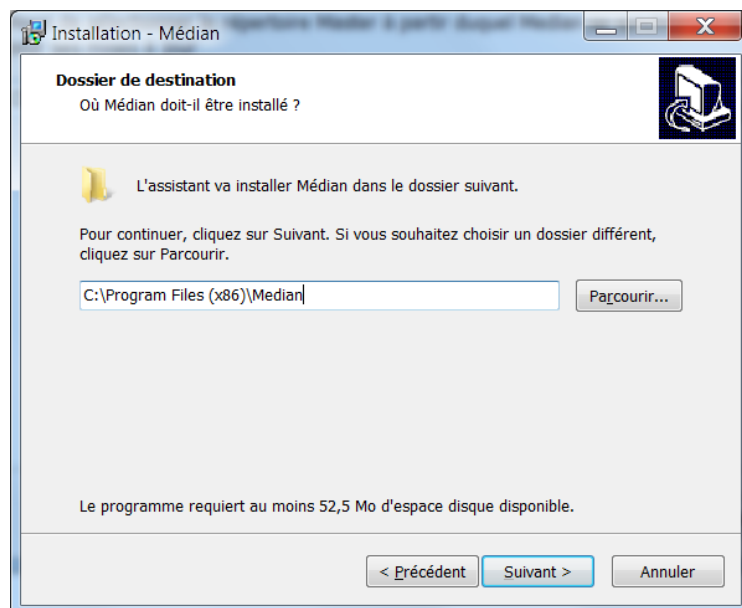 Installation - Médian
Dossier de destination
Où Médian doit-il être installé ?
L'assistant va installer Médian dans le dossier suivant.
Pour continuer, cliquez sur Suivant. Si vous souhaitez choisir un dossier différent,
cliquez sur Parcourir.
C:\Program Files (x86)\Median
Parcourir...
Le programme requiert au moins 52,5 Mo d'espace disque disponible.
< Précédent
Suivant >
Annuler